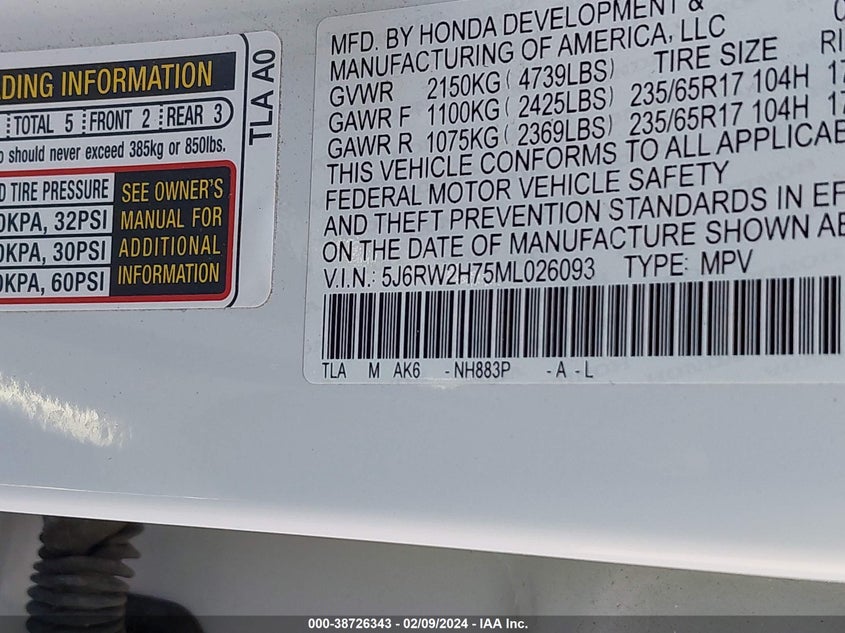 DING INFORMATION
TOTAL 5 FRONT 2 REAR 3
should never exceed 385kg or 850lbs.
TIRE PRESSURE
KPA, 32PSI
KPA, 30PSI
KPA, 60PSI
SEE OWNER'S
MANUAL FOR
ADDITIONAL
INFORMATION
TLA A0
MFD. BY HONDA DEVELOPMENT &
MANUFACTURING OF AMERICA, LLC
TIRE SIZE RI
GVWR 2150KG( 4739LBS)
GAWR F 1100KG( 2425LBS) 235/65R17 104H 17
GAWR R 1075KG( 2369LBS) 235/65R17 104H 17
THIS VEHICLE CONFORMS TO ALL APPLICABL
FEDERAL MOTOR VEHICLE SAFETY
AND THEFT PREVENTION STANDARDS IN EF
ON THE DATE OF MANUFACTURE SHOWN AB
V.I.N.: 5J6RW2H75ML026093 TYPE: MPV
TLA M AK6 -NH883P -A -L
000-38726343 - 02/09/2024 - IAA Inc.